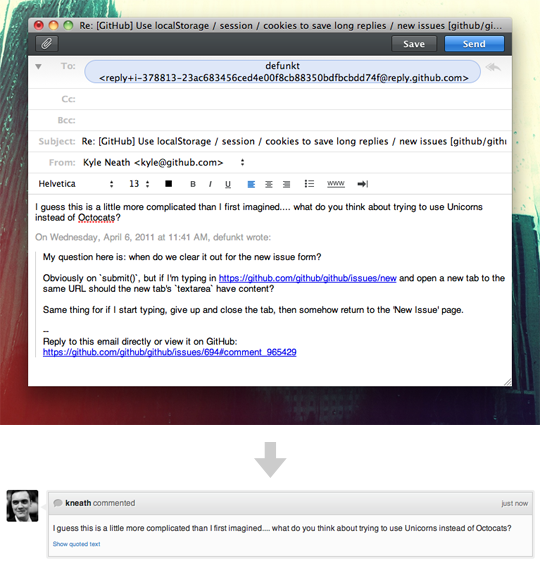 Re: [GitHub] Use localStorage / session / cookies to save long replies / new issues [github/gi...
Save Send
To: defunkt
<reply+i-378813-23ac683456ced4e00f8cb88350bdfbcbdd74f@reply.github.com>
Cc:
Bcc:
Subject: Re: [GitHub] Use localStorage / session / cookies to save long replies / new issues [github/githu
From: Kyle Neath <kyle@github.com>
Helvetica 13 B I U www
I guess this is a little more complicated than I first imagined.... what do you think about trying to use Unicorns
instead of Octocats?
On Wednesday, April 6, 2011 at 11:41 AM, defunkt wrote:
My question here is: when do we clear it out for the new issue form?
Obviously on `submit()`, but if I'm typing in https://github.com/github/github/issues/new and open a new tab to the
same URL should the new tab's `textarea` have content?
Same thing for if I start typing, give up and close the tab, then somehow return to the 'New Issue' page.
--
Reply to this email directly or view it on GitHub:
https://github.com/github/github/issues/694#comment_965429
kneath commented just now
I guess this is a little more complicated than I first imagined.... what do you think about trying to use Unicorns instead of Octocats?
Show quoted text